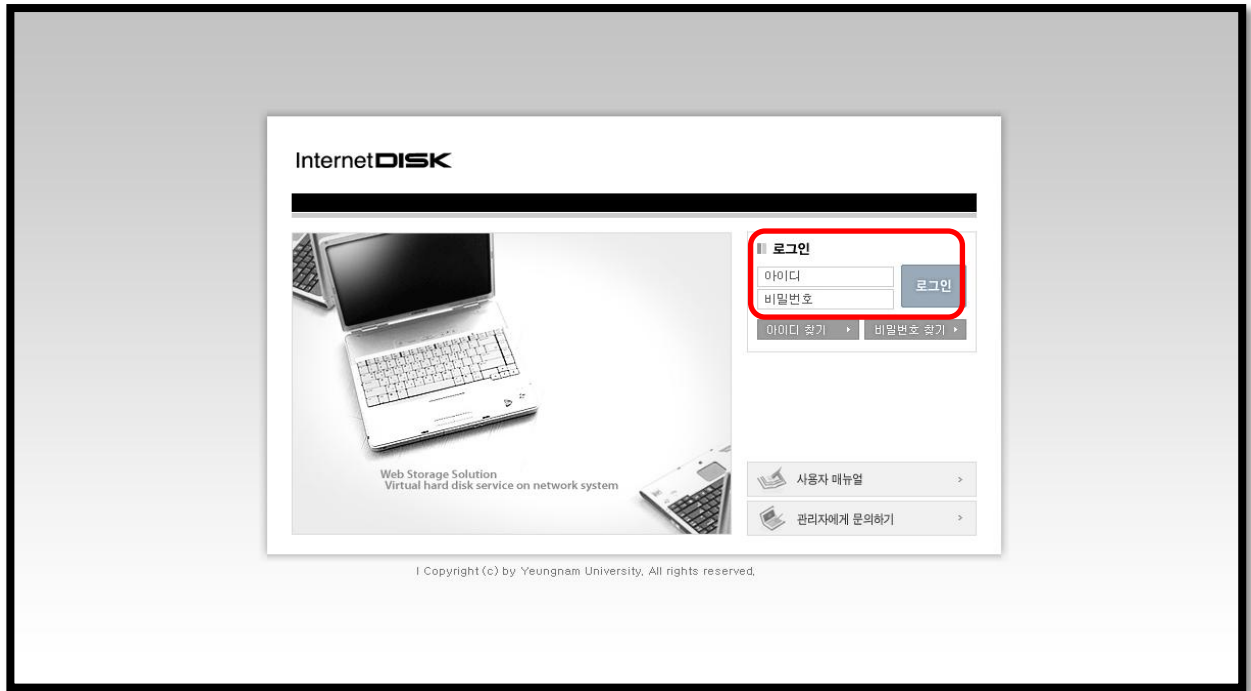 InternetDISK
로그인
아이디
비밀번호
로그인
아이디 찾기
비밀번호 찾기
Web Storage Solution
Virtual hard disk service on network system
사용자 매뉴얼
관리자에게 문의하기
| Copyright (c) by Yeungnam University, All rights reserved,